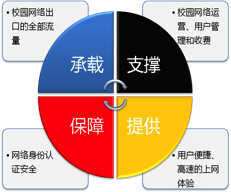 • 校园网络出
口的全部流
量
• 校园网络运
营、用户管
理和收费
承载
支撑
保障
提供
• 网络身份认
证安全
• 用户便捷、
高速的上网
体验